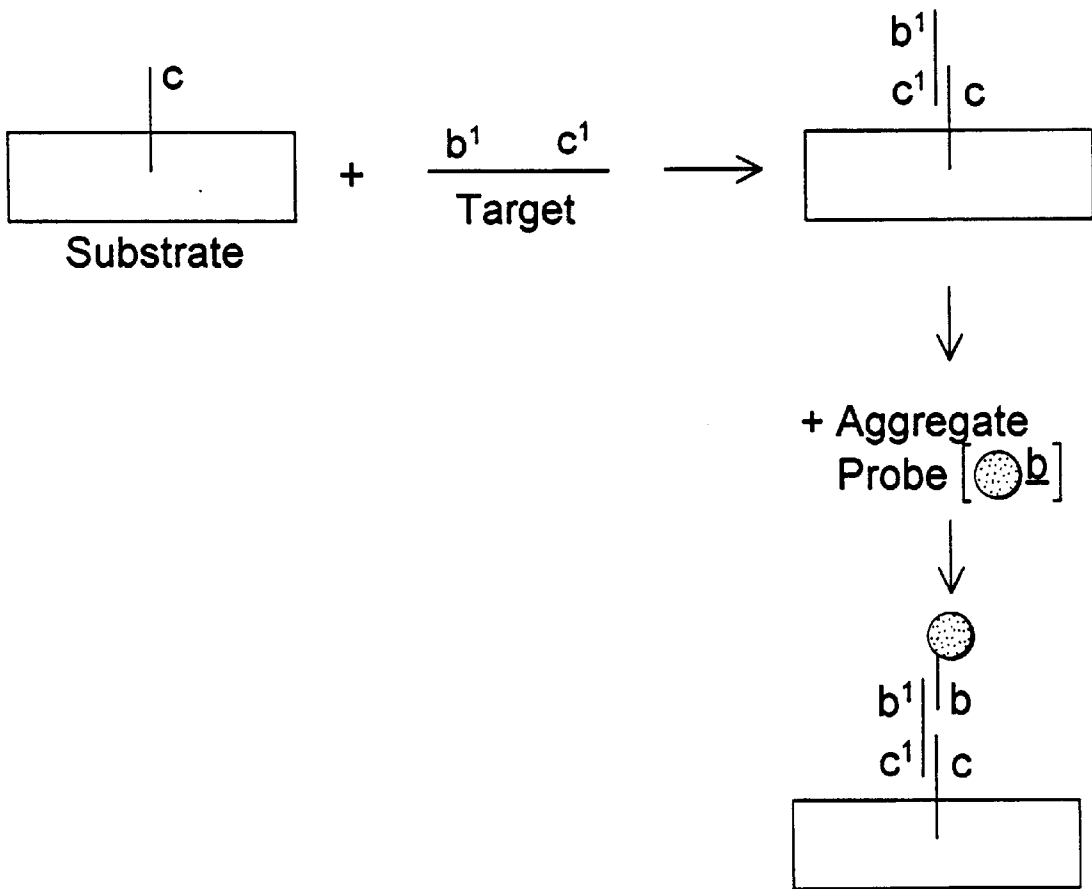 c
Substrate
+
b¹ c¹
Target
b¹
c¹ c
+ Aggregate
Probe [ b]
b¹ b
c¹ c